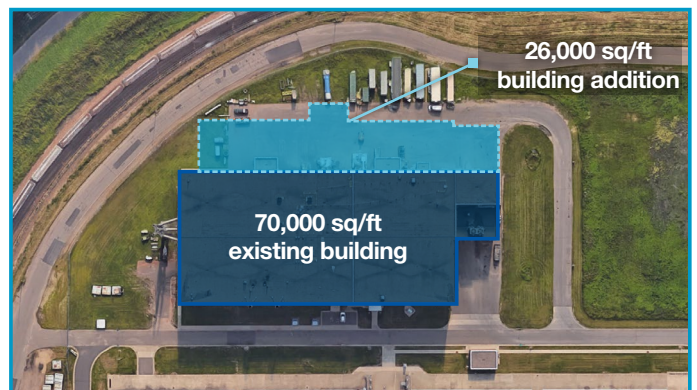 26,000 sq/ft
building addition
70,000 sq/ft
existing building